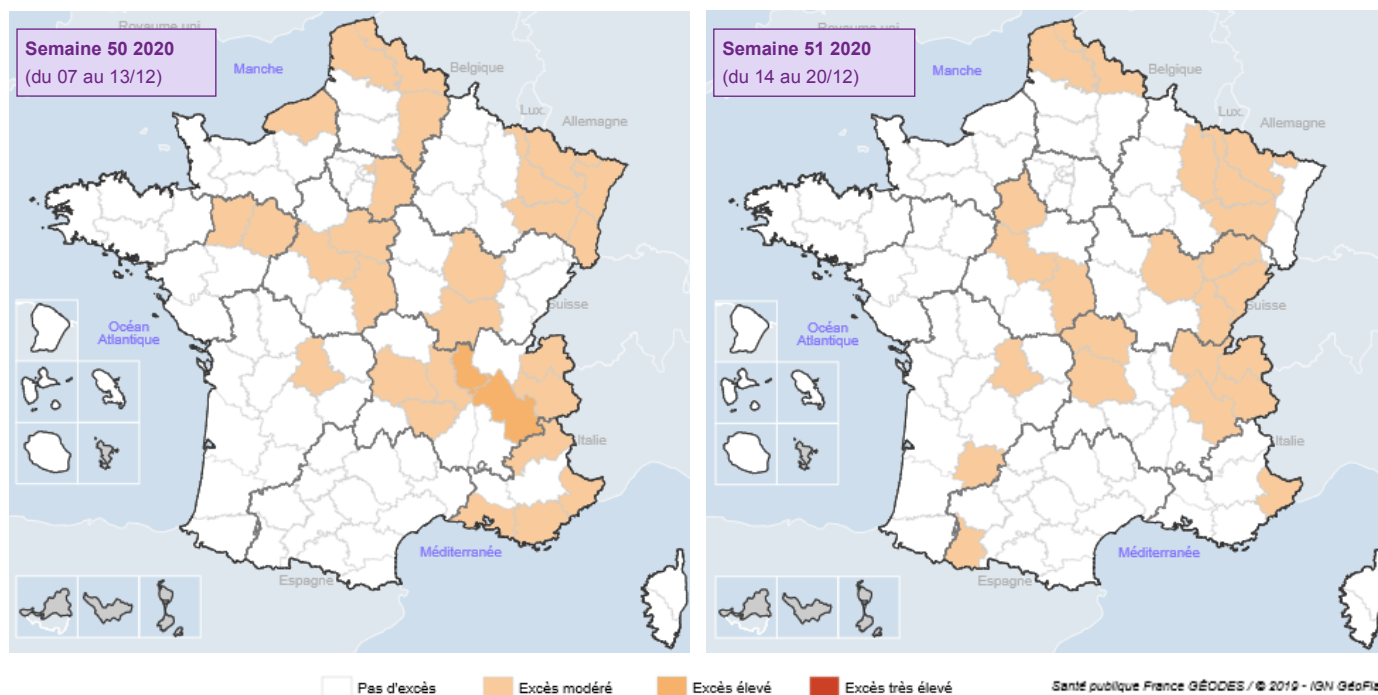 Royaume uni
Semaine 50 2020
(du 07 au 13/12)
Manche
Belgique
Lux.
Allemagne
Suisse
Océan
Atlantique
Italie
Méditerranée
Espagne
Royaume uni
Semaine 51 2020
(du 14 au 20/12)
Manche
Belgique
Lux.
Allemagne
Suisse
Océan
Atlantique
Italie
Méditerranée
Espagne
Pas d'excès
Excès modéré
Excès élevé
Excès très élevé
Santé publique France GÉODES / © 2019 - IGN GéoFla